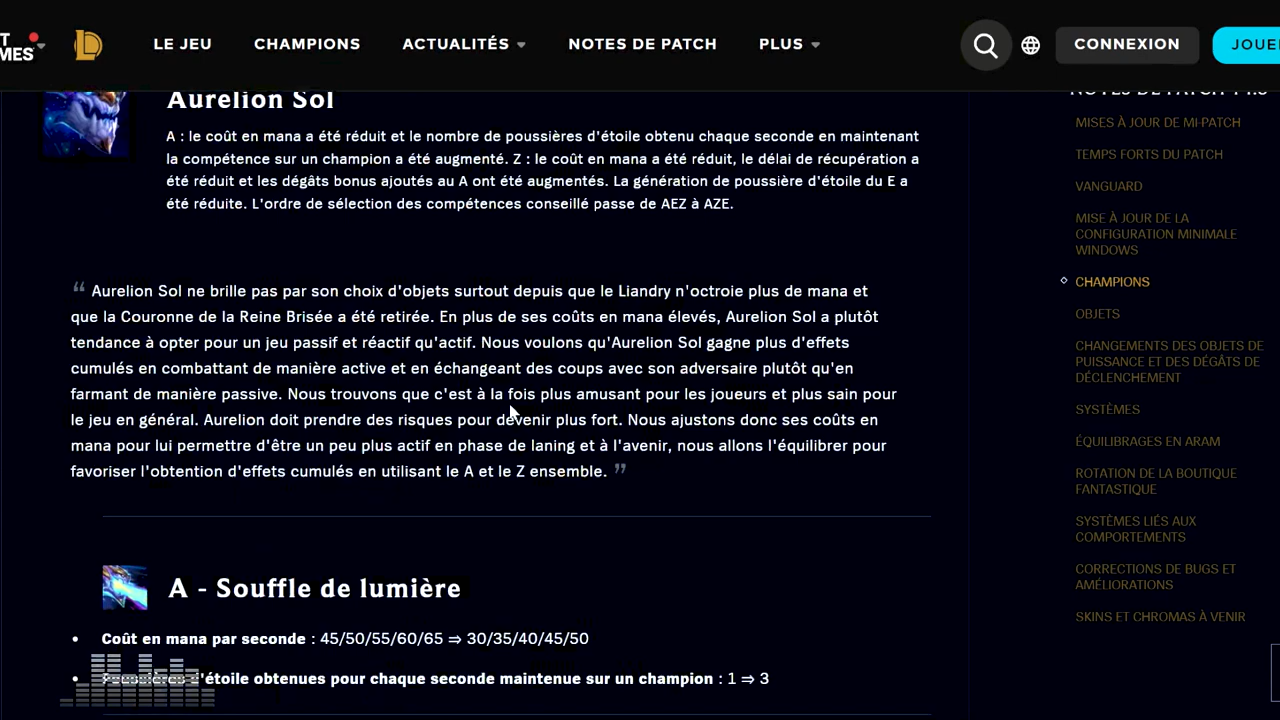 LE JEU
CHAMPIONS
ACTUALITÉS
NOTES DE PATCH
PLUS
CONNEXION
Aurelion Sol
A : le coût en mana a été réduit et le nombre de poussières d'étoile obtenu chaque seconde en maintenant
la compétence sur un champion a été augmenté. Z : le coût en mana a été réduit, le délai de récupération a
été réduit et les dégâts bonus ajoutés au A ont été augmentés. La génération de poussière d'étoile du E a
été réduite. L'ordre de sélection des compétences conseillé passe de AEZ à AZE.
“ Aurelion Sol ne brille pas par son choix d'objets surtout depuis que le Liandry n'octroie plus de mana et
que la Couronne de la Reine Brisée a été retirée. En plus de ses coûts en mana élevés, Aurelion Sol a plutôt
tendance à opter pour un jeu passif et réactif qu'actif. Nous voulons qu'Aurelion Sol gagne plus d'effets
cumulés en combattant de manière active et en échangeant des coups avec son adversaire plutôt qu'en
farmant de manière passive. Nous trouvons que c'est à la fois plus amusant pour les joueurs et plus sain pour
le jeu en général. Aurelion doit prendre des risques pour devenir plus fort. Nous ajustons donc ses coûts en
mana pour lui permettre d'être un peu plus actif en phase de laning et à l'avenir, nous allons l'équilibrer pour
favoriser l'obtention d'effets cumulés en utilisant le A et le Z ensemble. ”
A - Souffle de lumière
• Coût en mana par seconde : 45/50/55/60/65 ⇒ 30/35/40/45/50
• d'étoile obtenues pour chaque seconde maintenue sur un champion : 1 ⇒ 3
NOTES DE PATCH
MISES À JOUR DE MI-PATCH
TEMPS FORTS DU PATCH
VANGUARD
MISE À JOUR DE LA
CONFIGURATION MINIMALE
WINDOWS
CHAMPIONS
OBJETS
CHANGEMENTS DES OBJETS DE
PUISSANCE ET DES DÉGÂTS DE
DÉCLENCHEMENT
SYSTÈMES
ÉQUILIBRAGES EN ARAM
ROTATION DE LA BOUTIQUE
FANTASTIQUE
SYSTÈMES LIÉS AUX
COMPORTEMENTS
CORRECTIONS DE BUGS ET
AMÉLIORATIONS
SKINS ET CHROMAS À VENIR